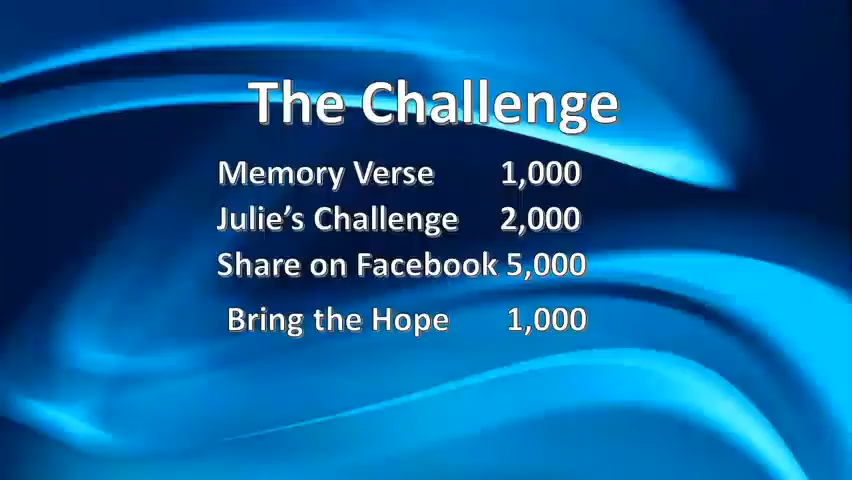 The Challenge
Memory Verse 1,000
Julie’s Challenge 2,000
Share on Facebook 5,000
Bring the Hope 1,000